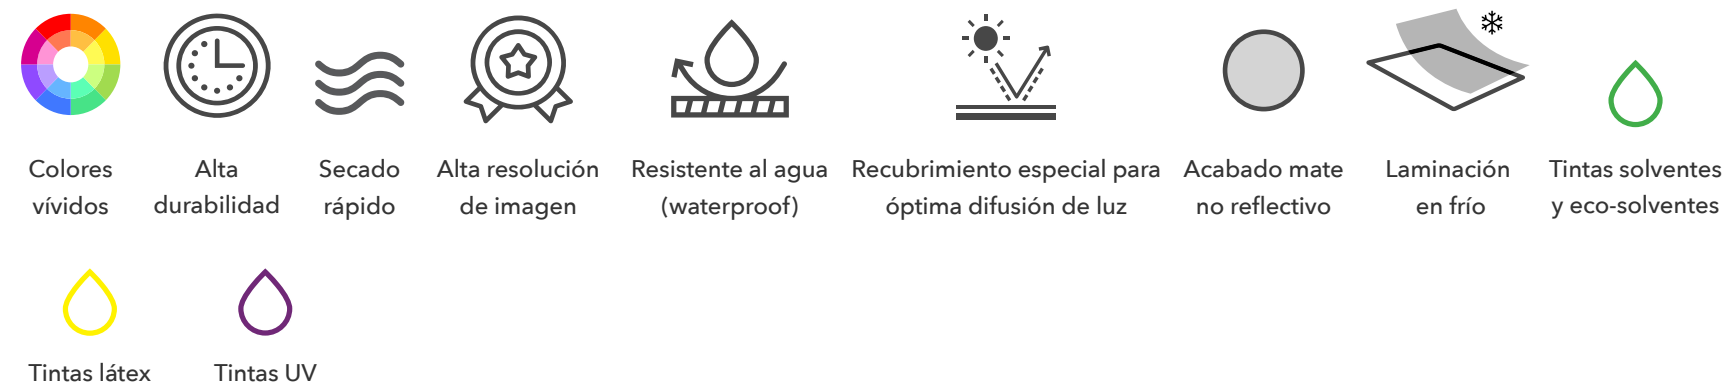 Colores
vívidos
Alta
durabilidad
Secado
rápido
Alta resolución
de imagen
Resistente al agua
(waterproof)
Recubrimiento especial para
óptima difusión de luz
Acabado mate
no reflectivo
Laminación
en frío
Tintas solventes
y eco-solventes
Tintas látex
Tintas UV